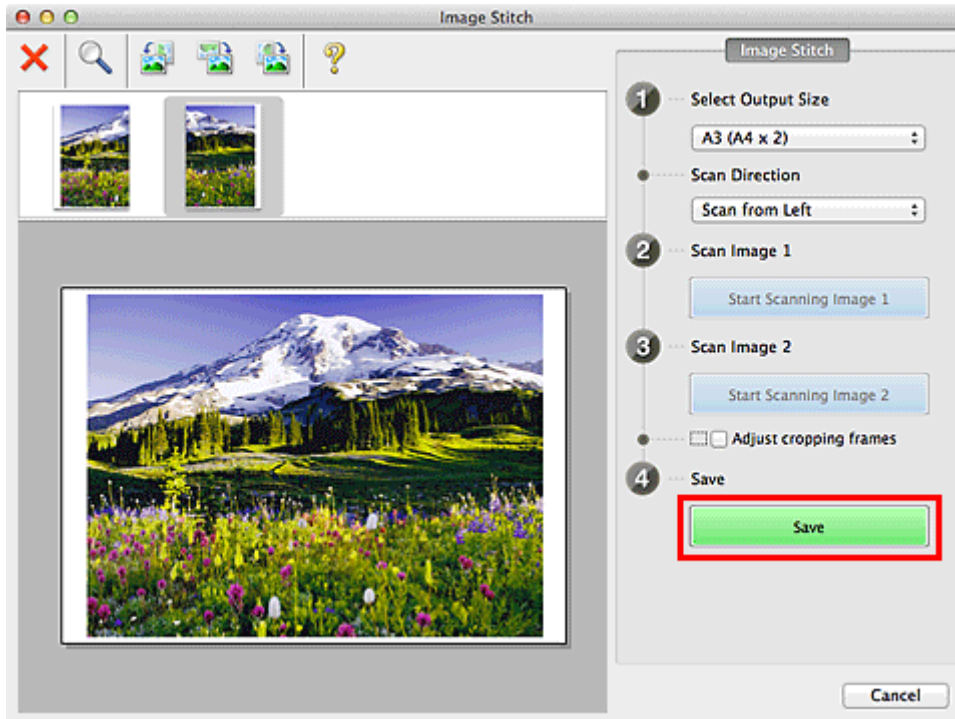 Image Stitch
?
Image Stitch
1 Select Output Size
A3 (A4 x 2)
Scan Direction
Scan from Left
2 Scan Image 1
Start Scanning Image 1
3 Scan Image 2
Start Scanning Image 2
Adjust cropping frames
4 Save
Save
Cancel